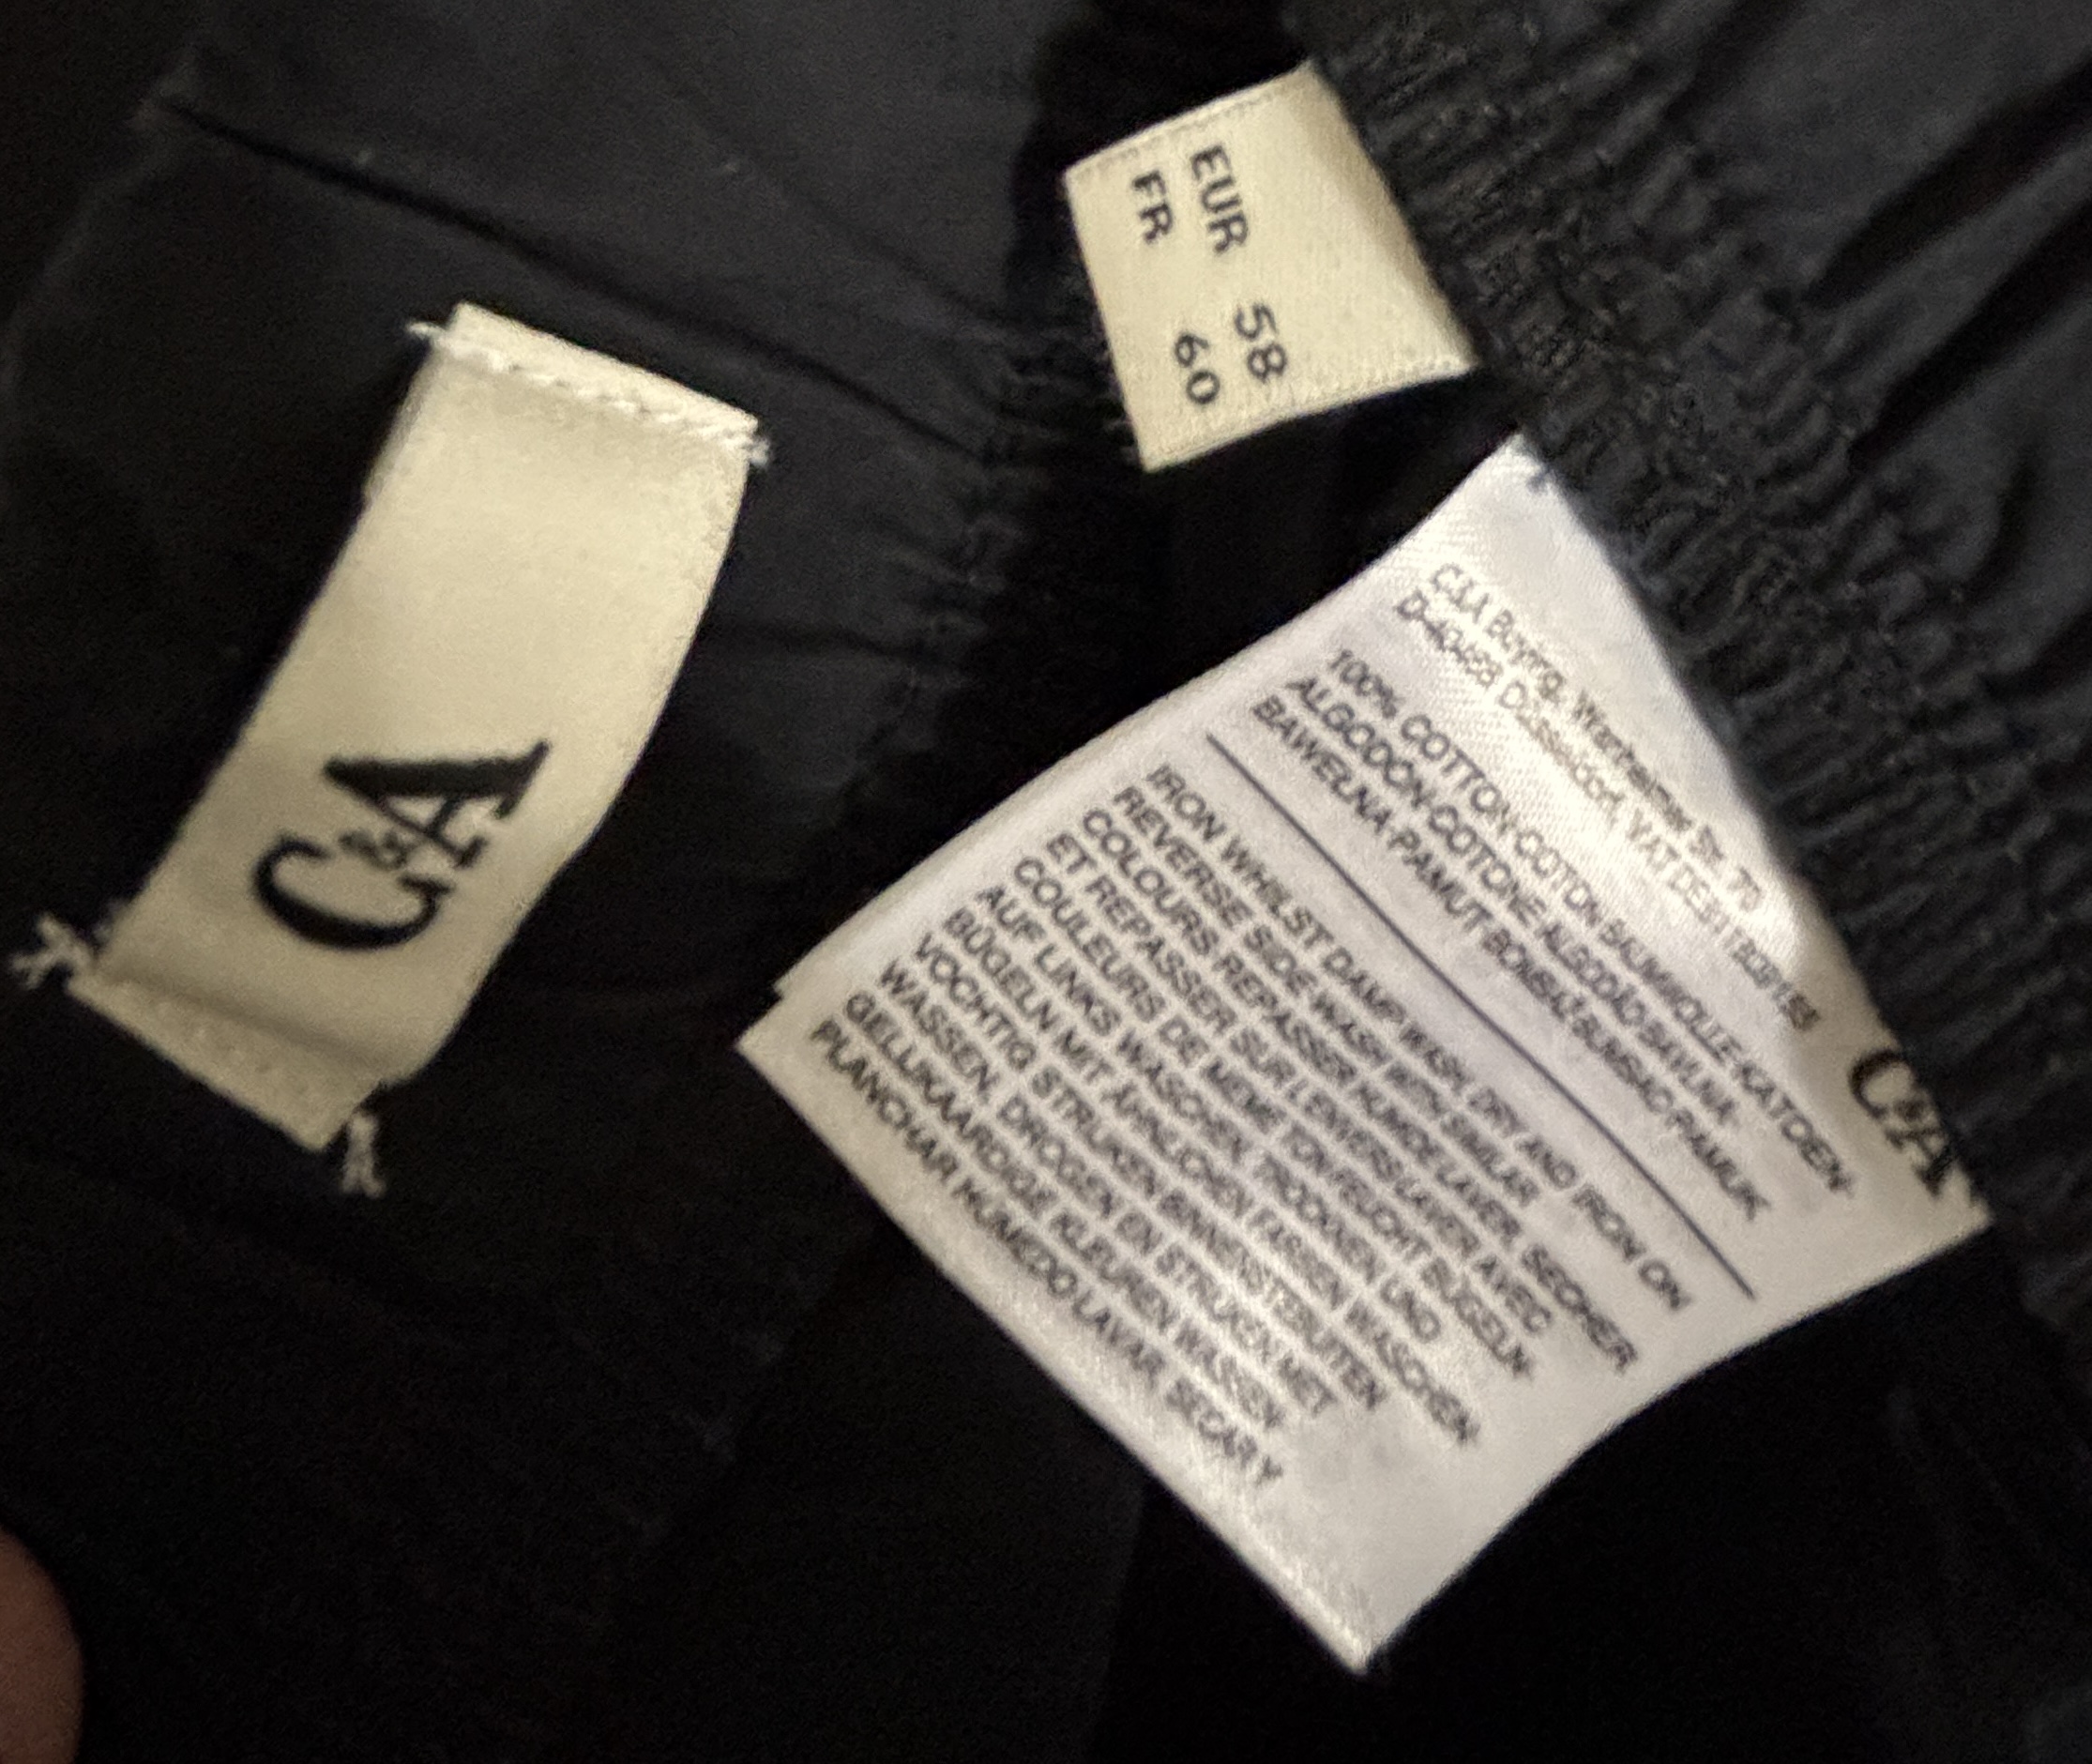 C&A
EUR 58
FR 60
C&A
C&A Buying, Wanheimer Str. 70
D-40468 Düsseldorf, VAT
100% COTTON-COTON-BAUMWOLLE-KATOEN-
ALGODÓN-COTONE-ALGODÃO-BAVLNA-
BAWEŁNA-PAMUT-BOMBAŽ-BUMBAC-PAMUK
IRON WHILST DAMP. WASH, DRY AND IRON ON
REVERSE SIDE. WASH WITH SIMILAR
COLOURS. REPASSER HUMIDE. LAVER, SECHER
ET REPASSER SUR L'ENVERS. LAVER AVEC
COULEURS DE MEME TON. FEUCHT BÜGELN.
AUF LINKS WASCHEN, TROCKNEN UND
BÜGELN. MIT ÄHNLICHEN FARBEN WASCHEN.
VOCHTIG STRIJKEN. BINNENSTEBUITEN
WASSEN, DROGEN EN STRIJKEN. MET
GELIJKAARDIGE KLEUREN WASSEN.
PLANCHAR HÚMEDO. LAVAR, SECAR Y